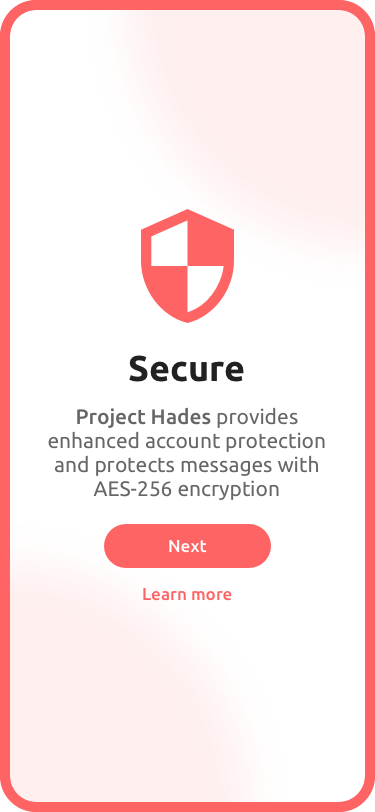 Secure
Project Hades provides
enhanced account protection
and protects messages with
AES-256 encryption
Next
Learn more